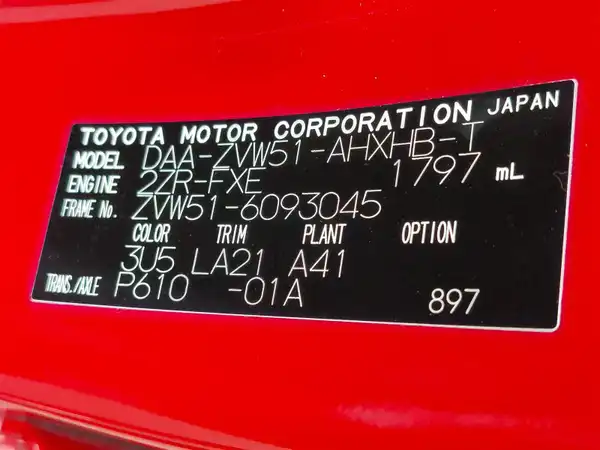 TOYOTA MOTOR CORPORATION JAPAN
MODEL DAA-ZVW51-AHXHB-T
ENGINE 2ZR-FXE 1797 mL
FRAME No. ZVW51-6093045
COLOR TRIM PLANT OPTION
3U5 LA21 A41
TRANS./AXLE P610 -01A 897